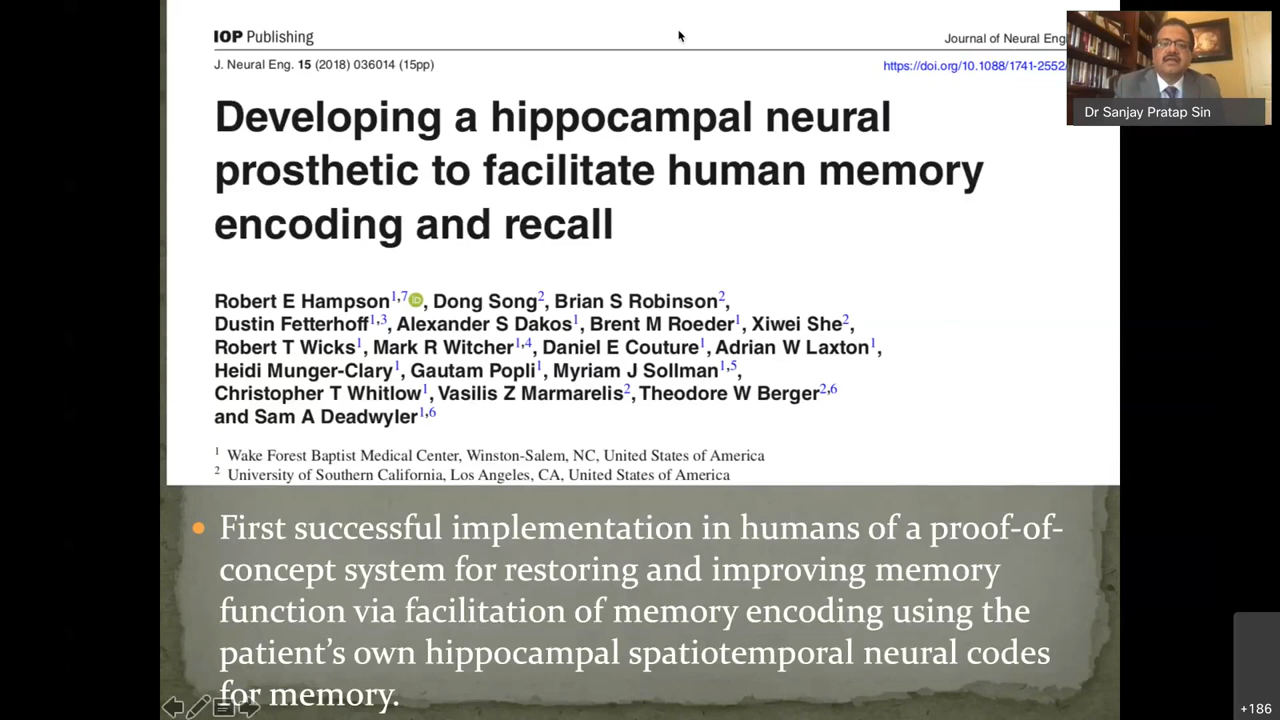 IOP Publishing
Journal of Neural Eng
J. Neural Eng. 15 (2018) 036014 (15pp)
https://doi.org/10.1088/1741-2552/
Developing a hippocampal neural
prosthetic to facilitate human memory
encoding and recall
Robert E Hampson1,7 iD, Dong Song2, Brian S Robinson2,
Dustin Fetterhoff1,3, Alexander S Dakos1, Brent M Roeder1, Xiwei She2,
Robert T Wicks1, Mark R Witcher1,4, Daniel E Couture1, Adrian W Laxton1,
Heidi Munger-Clary1, Gautam Popli1, Myriam J Sollman1,5,
Christopher T Whitlow1, Vasilis Z Marmarelis2, Theodore W Berger2,6
and Sam A Deadwyler1,6
1 Wake Forest Baptist Medical Center, Winston-Salem, NC, United States of America
2 University of Southern California, Los Angeles, CA, United States of America
• First successful implementation in humans of a proof-of-
concept system for restoring and improving memory
function via facilitation of memory encoding using the
patient’s own hippocampal spatiotemporal neural codes
for memory.
Dr Sanjay Pratap Sin
+186